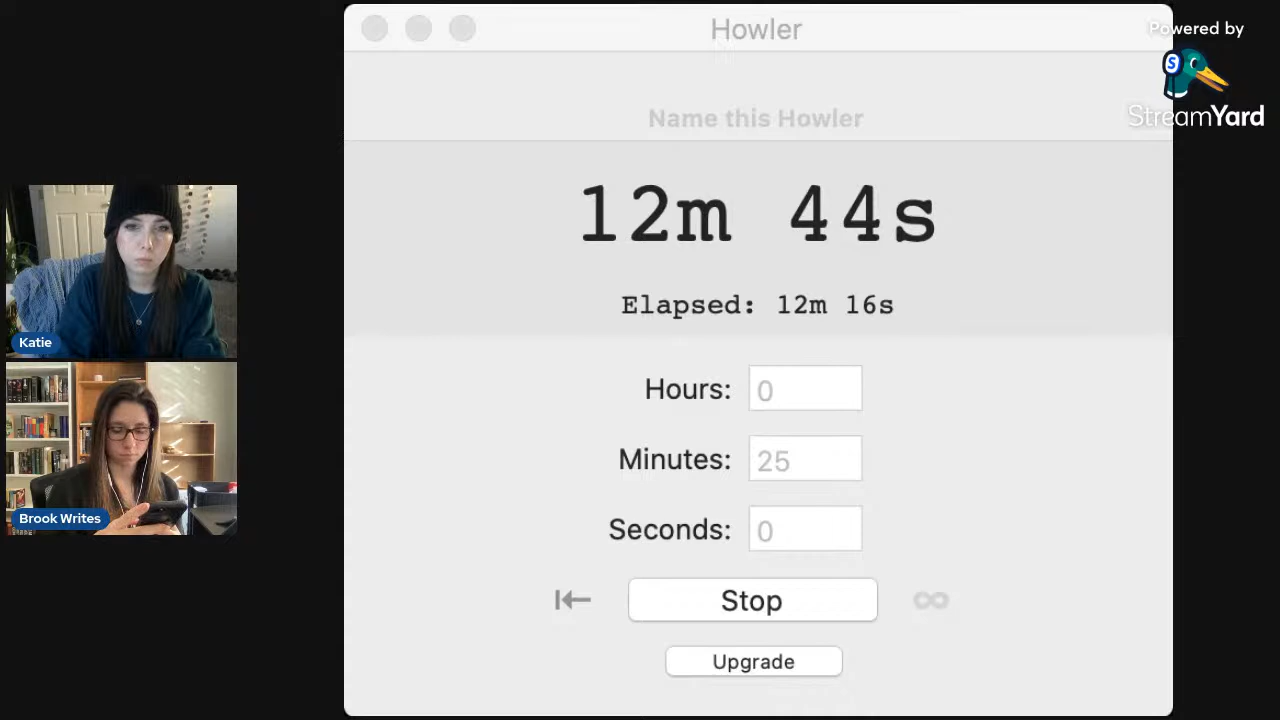 Howler
Powered by
S
StreamYard
Name this Howler
12m 44s
Elapsed: 12m 16s
Hours: 0
Minutes: 25
Seconds: 0
Stop
Upgrade
Katie
Brook Writes